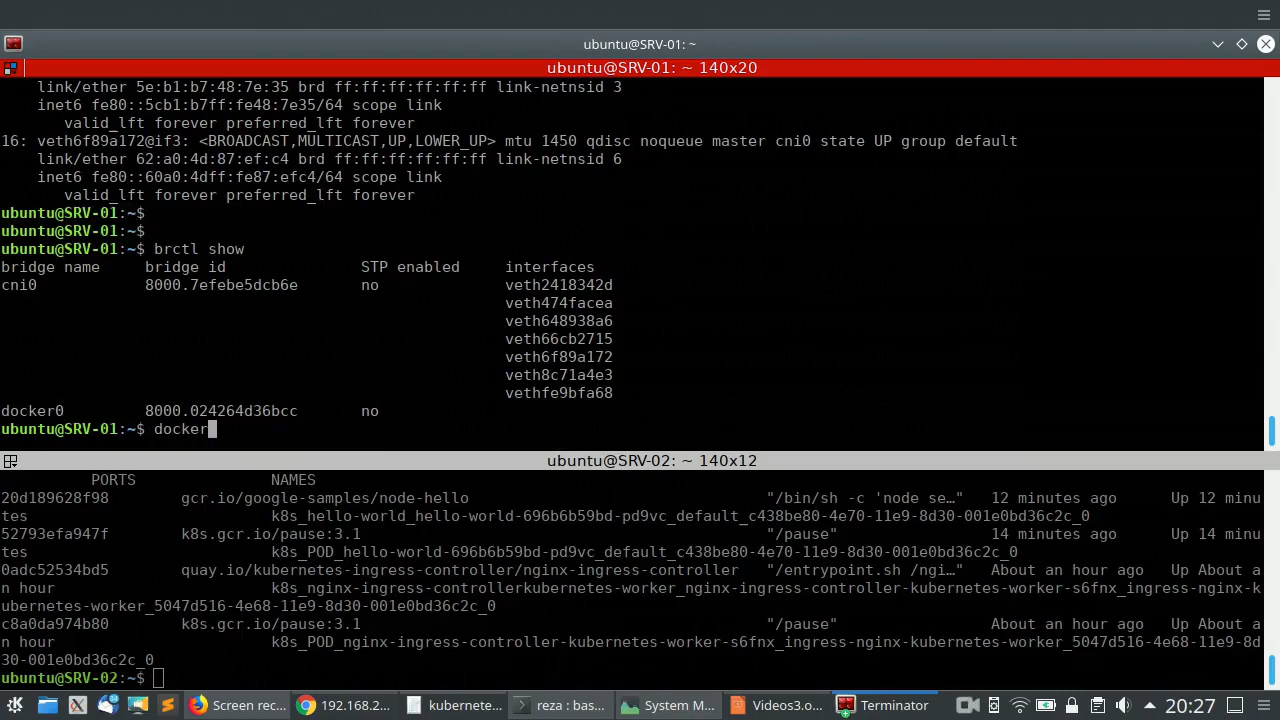 ubuntu@SRV-01: ~
ubuntu@SRV-01: ~ 140x20
link/ether 5e:b1:b7:48:7e:35 brd ff:ff:ff:ff:ff:ff link-netnsid 3
inet6 fe80::5cb1:b7ff:fe48:7e35/64 scope link
valid_lft forever preferred_lft forever
16: veth6f89a172@if3: <BROADCAST,MULTICAST,UP,LOWER_UP> mtu 1450 qdisc noqueue master cni0 state UP group default
link/ether 62:a0:4d:87:ef:c4 brd ff:ff:ff:ff:ff:ff link-netnsid 6
inet6 fe80::60a0:4dff:fe87:efc4/64 scope link
valid_lft forever preferred_lft forever
ubuntu@SRV-01:~$
ubuntu@SRV-01:~$
ubuntu@SRV-01:~$ brctl show
bridge name bridge id STP enabled interfaces
cni0 8000.7efebe5dcb6e no veth2418342d
veth474facea
veth648938a6
veth66cb2715
veth6f89a172
veth8c71a4e3
vethfe9bfa68
docker0 8000.024264d36bcc no
ubuntu@SRV-01:~$ docker
ubuntu@SRV-02: ~ 140x12
PORTS NAMES
20d189628f98 gcr.io/google-samples/node-hello "/bin/sh -c 'node se…" 12 minutes ago Up 12 minu
tes k8s_hello-world_hello-world-696b6b59bd-pd9vc_default_c438be80-4e70-11e9-8d30-001e0bd36c2c_0
52793efa947f k8s.gcr.io/pause:3.1 "/pause" 14 minutes ago Up 14 minu
tes k8s_POD_hello-world-696b6b59bd-pd9vc_default_c438be80-4e70-11e9-8d30-001e0bd36c2c_0
0adc52534bd5 quay.io/kubernetes-ingress-controller/nginx-ingress-controller "/entrypoint.sh /ngi…" About an hour ago Up About a
n hour k8s_nginx-ingress-controllerkubernetes-worker_nginx-ingress-controller-kubernetes-worker-s6fnx_ingress-nginx-k
ubernetes-worker_5047d516-4e68-11e9-8d30-001e0bd36c2c_0
c8a0da974b80 k8s.gcr.io/pause:3.1 "/pause" About an hour ago Up About a
n hour k8s_POD_nginx-ingress-controller-kubernetes-worker-s6fnx_ingress-nginx-kubernetes-worker_5047d516-4e68-11e9-8d
30-001e0bd36c2c_0
ubuntu@SRV-02:~$
Screen rec... 192.168.2... kubernete... reza : bas... System M... Videos3.o... Terminator 20:27